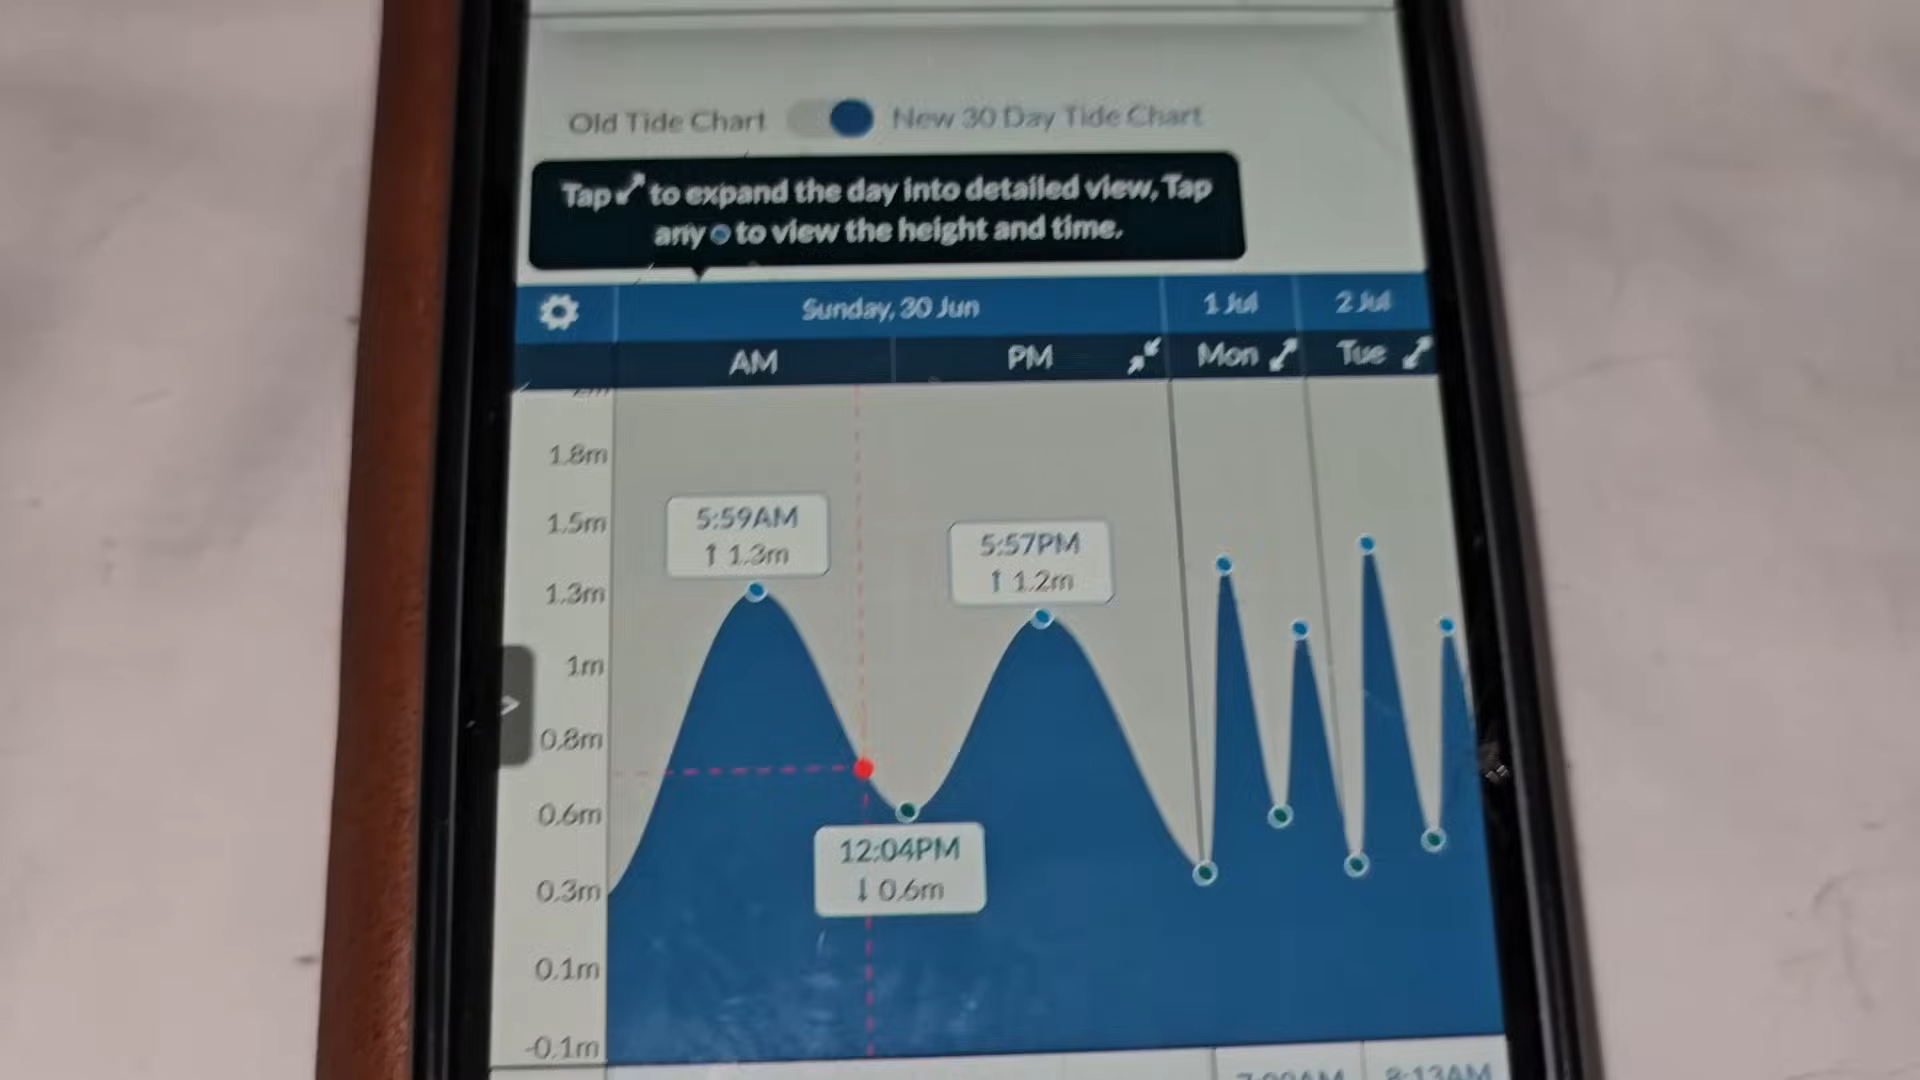 Old Tide Chart New 30 Day Tide Chart
Tap to expand the day into detailed view, Tap
any to view the height and time.
Sunday, 30 Jun 1 Jul 2 Jul
AM PM Mon Tue
1.8m
1.5m
1.3m
1m
0.8m
0.6m
0.3m
0.1m
-0.1m
5:59AM
↑ 1.3m
5:57PM
↑ 1.2m
12:04PM
↓ 0.6m
8:13AM